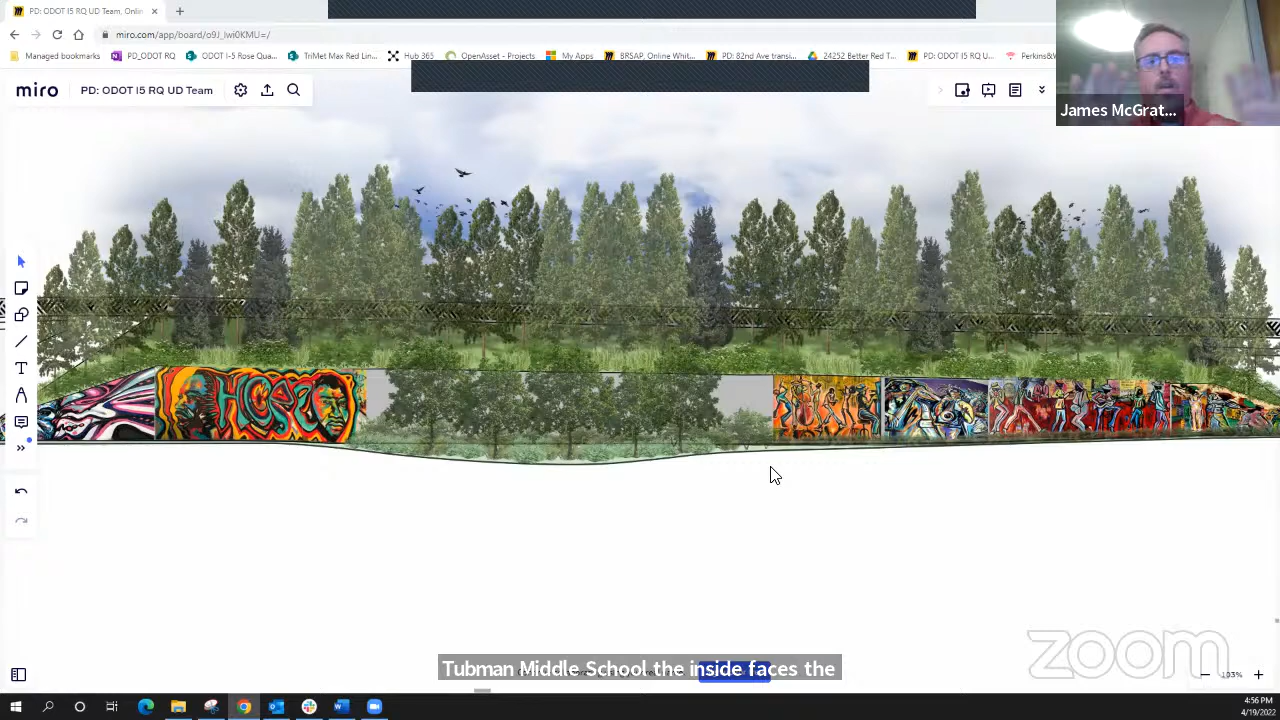 PD: ODOT I5 RQ UD Team, Onlin
miro.com/app/board/o9J_lwi0KMU=/
Managed bookmarks
PD_ODOT RQ
ODOT I-5 Rose Qua...
TriMet Max Red Lin...
Hub 365
OpenAsset - Projects
My Apps
BRSAP, Online Whit...
PD: 82nd Ave transi...
24252 Better Red T...
PD: ODOT I5 RQ U...
Perkins&W
miro
PD: ODOT I5 RQ UD Team
James McGrat...
HOPE
Tubman Middle School the inside faces the
zoom
103%
4:56 PM
4/19/2022